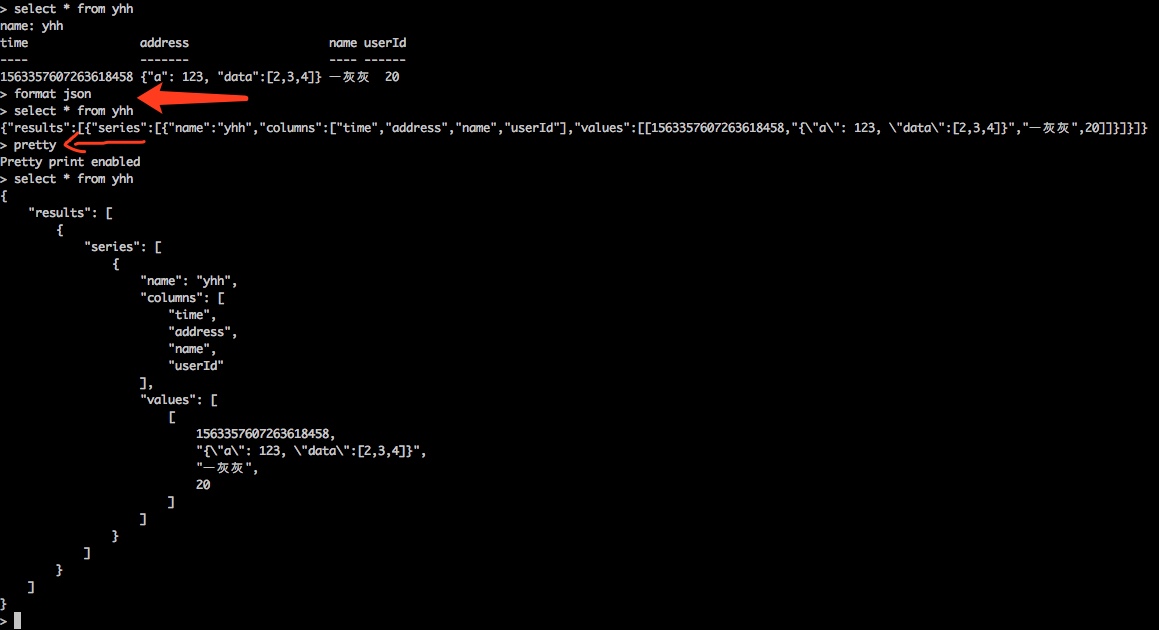 > select * from yhh
name: yhh
time                address                    name userId
----                -------                    ---- ------
1563357607263618458 {"a": 123, "data":[2,3,4]} 一灰灰  20
> format json
> select * from yhh
{"results":[{"series":[{"name":"yhh","columns":["time","address","name","userId"],"values":[[1563357607263618458,"{\"a\": 123, \"data\":[2,3,4]}","一灰灰",20]]}]}]}
> pretty
Pretty print enabled
> select * from yhh
{
    "results": [
        {
            "series": [
                {
                    "name": "yhh",
                    "columns": [
                        "time",
                        "address",
                        "name",
                        "userId"
                    ],
                    "values": [
                        [
                            1563357607263618458,
                            "{\"a\": 123, \"data\":[2,3,4]}",
                            "一灰灰",
                            20
                        ]
                    ]
                }
            ]
        }
    ]
}
>